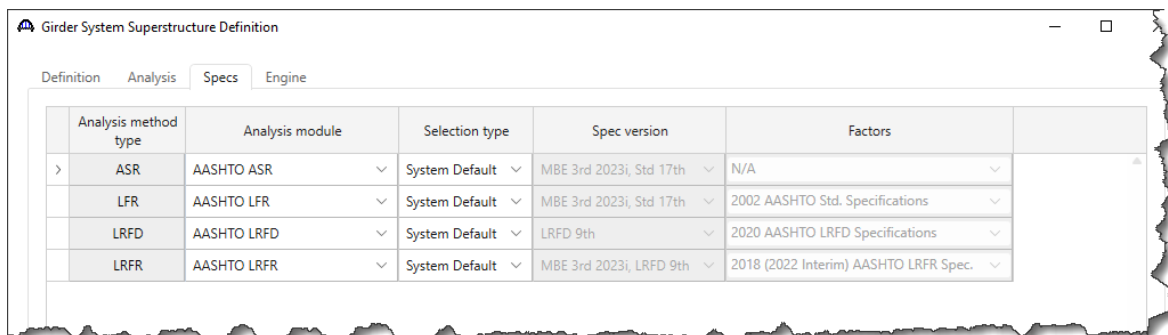 Girder System Superstructure Definition
Definition Analysis Specs Engine
Analysis method type Analysis module Selection type Spec version Factors
ASR AASHTO ASR System Default MBE 3rd 2023i, Std 17th N/A
LFR AASHTO LFR System Default MBE 3rd 2023i, Std 17th 2002 AASHTO Std. Specifications
LRFD AASHTO LRFD System Default LRFD 9th 2020 AASHTO LRFD Specifications
LRFR AASHTO LRFR System Default MBE 3rd 2023i, LRFD 9th 2018 (2022 Interim) AASHTO LRFR Spec.